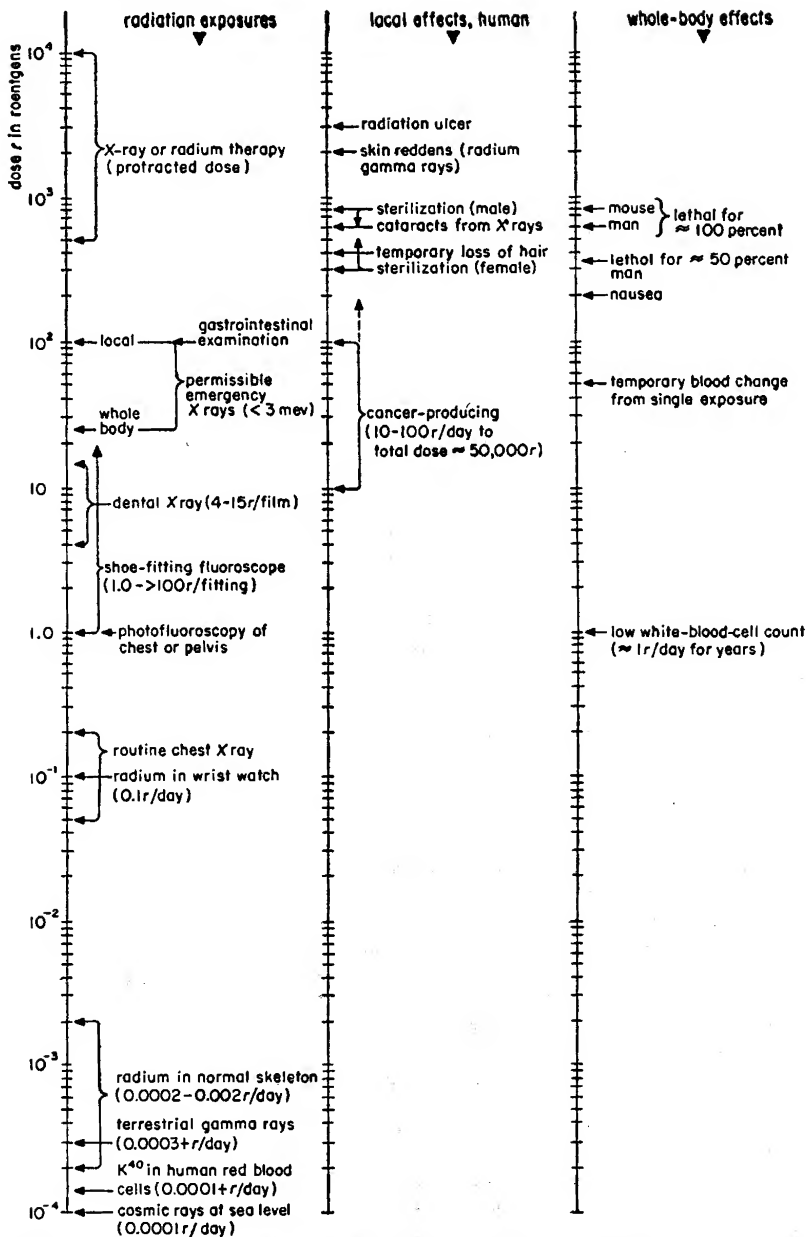 radiation exposures
local effects, human
whole-body effects
dose r in roentgens
10⁴
10³
10²
10
1.0
10⁻¹
10⁻²
10⁻³
10⁻⁴
X-ray or radium therapy
(protracted dose)
local
gastrointestinal
examination
permissible
emergency
X rays (< 3 mev)
whole
body
dental X ray (4-15r/film)
shoe-fitting fluoroscope
(1.0 ->100r/fitting)
photofluoroscopy of
chest or pelvis
routine chest X ray
radium in wrist watch
(0.1r/day)
radium in normal skeleton
(0.0002-0.002r/day)
terrestrial gamma rays
(0.0003+r/day)
K⁴⁰ in human red blood
cells (0.0001+r/day)
cosmic rays at sea level
(0.0001r/day)
radiation ulcer
skin reddens (radium
gamma rays)
sterilization (male)
cataracts from X rays
temporary loss of hair
sterilization (female)
cancer-producing
(10-100r/day to
total dose ≈ 50,000r)
mouse
man
lethal for
≈ 100 percent
lethol for ≈ 50 percent
man
nausea
temporary blood change
from single exposure
low white-blood-cell count
(≈ 1r/day for years)